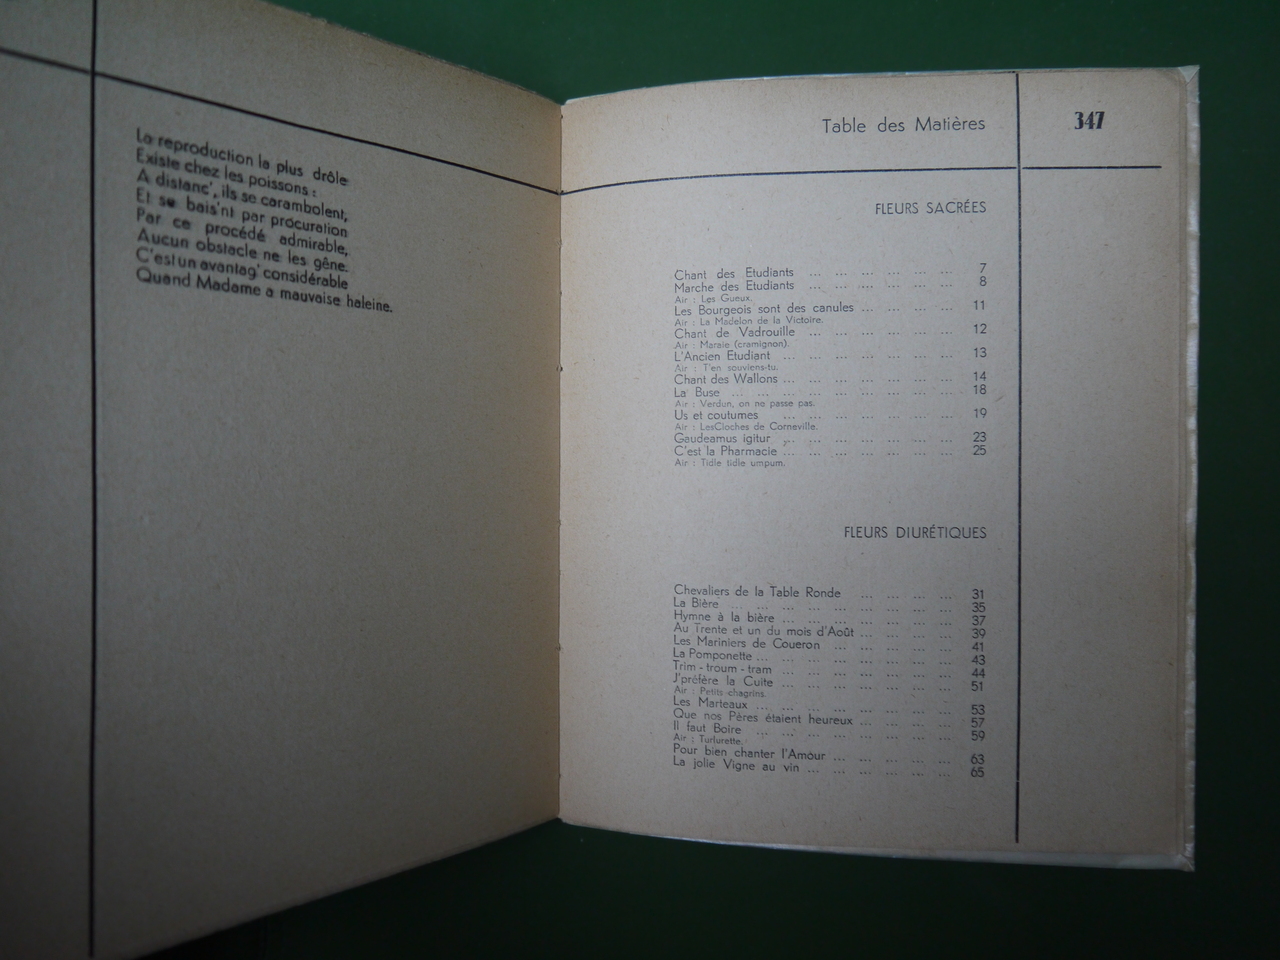 La reproduction la plus drôle
Existe chez les poissons :
A distanc', ils se carambolent,
Et se bais'nt par procuration
Par ce procédé admirable,
Aucun obstacle ne les gêne.
C'est un avantag' considérable
Quand Madame a mauvaise haleine.
Table des Matières 347
FLEURS SACRÉES
Chant des Etudiants ... ... ... ... ... ... 7
Marche des Etudiants ... ... ... ... ... ... 8
Air : Les Gueux.
Les Bourgeois sont des canules ... ... ... ... 11
Air : La Madelon de la Victoire.
Chant de Vadrouille ... ... ... ... ... ... 12
Air : Maraie (cramignon).
L'Ancien Etudiant ... ... ... ... ... ... ... 13
Air : T'en souviens-tu.
Chant des Wallons ... ... ... ... ... ... ... 14
La Buse ... ... ... ... ... ... ... ... ... 18
Air : Verdun, on ne passe pas.
Us et coutumes ... ... ... ... ... ... ... 19
Air : LesCloches de Corneville.
Gaudeamus igitur ... ... ... ... ... ... ... 23
C'est la Pharmacie ... ... ... ... ... ... ... 25
Air : Tidie tidie umpum.
FLEURS DIURÉTIQUES
Chevaliers de la Table Ronde ... ... ... ... 31
La Bière ... ... ... ... ... ... ... ... ... 35
Hymne à la bière ... ... ... ... ... ... ... 37
Au Trente et un du mois d'Août ... ... ... ... 39
Les Mariniers de Coueron ... ... ... ... ... 41
La Pomponette ... ... ... ... ... ... ... ... 43
Trim - troum - tram ... ... ... ... ... ... ... 44
J'préfère la Cuite ... ... ... ... ... ... ... 51
Air : Petits chagrins.
Les Marteaux ... ... ... ... ... ... ... ... 53
Que nos Pères étaient heureux ... ... ... ... 57
Il faut Boire ... ... ... ... ... ... ... ... 59
Air : Turlurette.
Pour bien chanter l'Amour ... ... ... ... ... 63
La jolie Vigne au vin ... ... ... ... ... ... 65